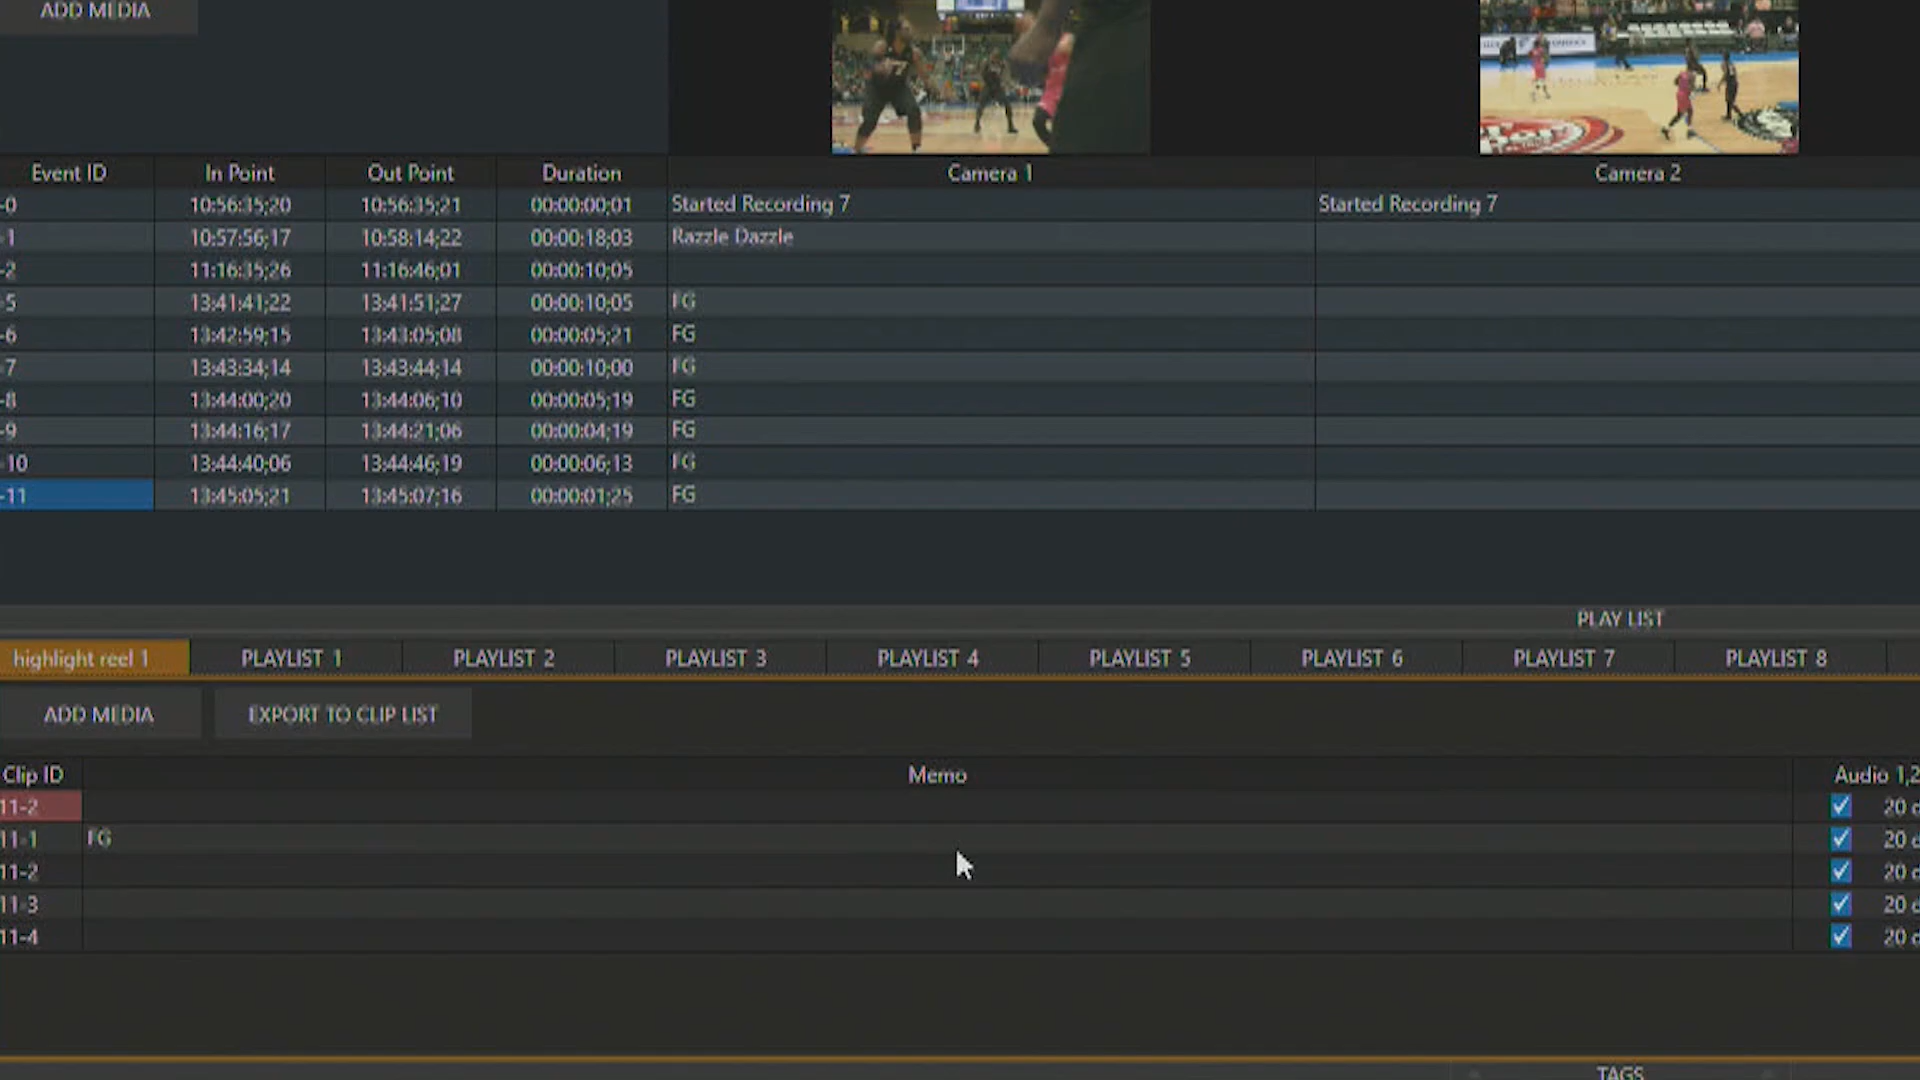 ADD MEDIA
Event ID In Point Out Point Duration Camera 1 Camera 2
-0 10:56:35;20 10:56:35;21 00:00:00;01 Started Recording 7 Started Recording 7
-1 10:57:56;17 10:58:14;22 00:00:18;03 Razzle Dazzle
-2 11:16:35;26 11:16:46;01 00:00:10;05
-5 13:41:41;22 13:41:51;27 00:00:10;05 FG
-6 13:42:59;15 13:43:05;08 00:00:05;21 FG
-7 13:43:34;14 13:43:44;14 00:00:10;00 FG
-8 13:44:00;20 13:44:06;10 00:00:05;19 FG
-9 13:44:16;17 13:44:21;06 00:00:04;19 FG
-10 13:44:40;06 13:44:46;19 00:00:06;13 FG
-11 13:45:05;21 13:45:07;16 00:00:01;25 FG
PLAY LIST
highlight reel 1 PLAYLIST 1 PLAYLIST 2 PLAYLIST 3 PLAYLIST 4 PLAYLIST 5 PLAYLIST 6 PLAYLIST 7 PLAYLIST 8
ADD MEDIA EXPORT TO CLIP LIST
Clip ID Memo Audio 1,2
11-2 20
11-1 FG 20
11-2 20
11-3 20
11-4 20
TAGS